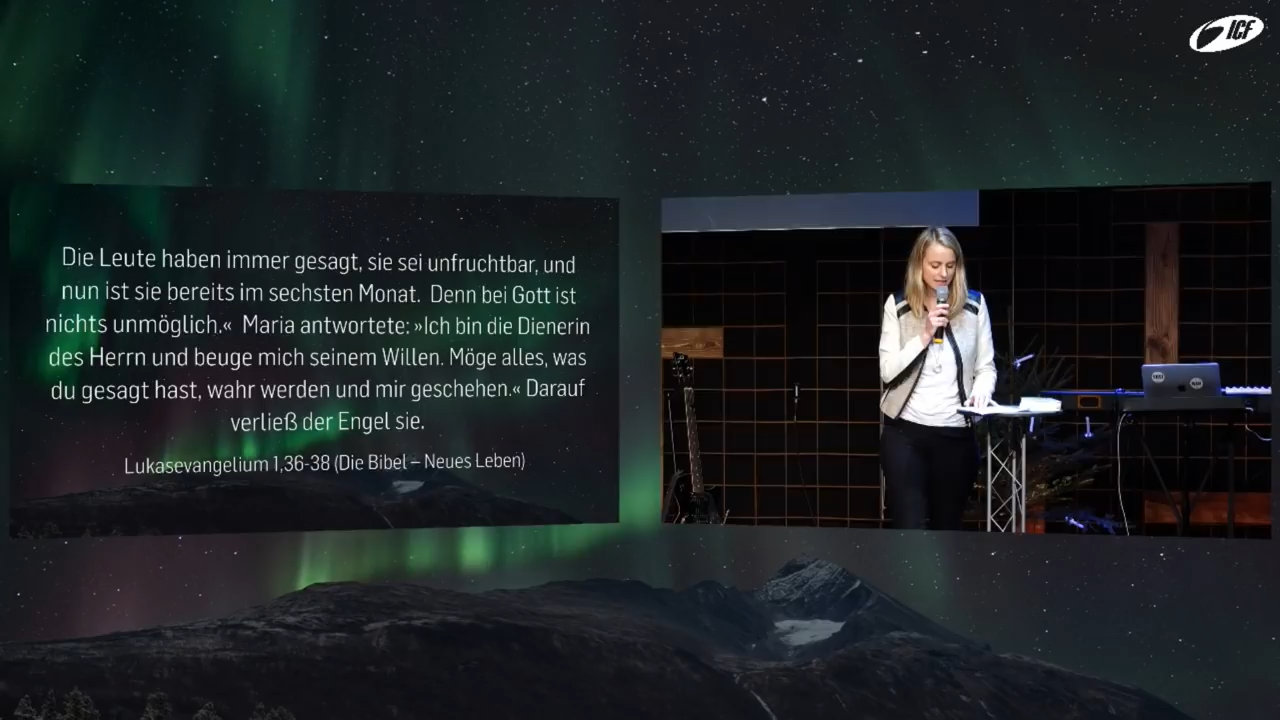 ICF
Die Leute haben immer gesagt, sie sei unfruchtbar, und
nun ist sie bereits im sechsten Monat.  Denn bei Gott ist
nichts unmöglich.«  Maria antwortete: »Ich bin die Dienerin
des Herrn und beuge mich seinem Willen. Möge alles, was
du gesagt hast, wahr werden und mir geschehen.« Darauf
verließ der Engel sie.
Lukasevangelium 1,36-38 (Die Bibel – Neues Leben)